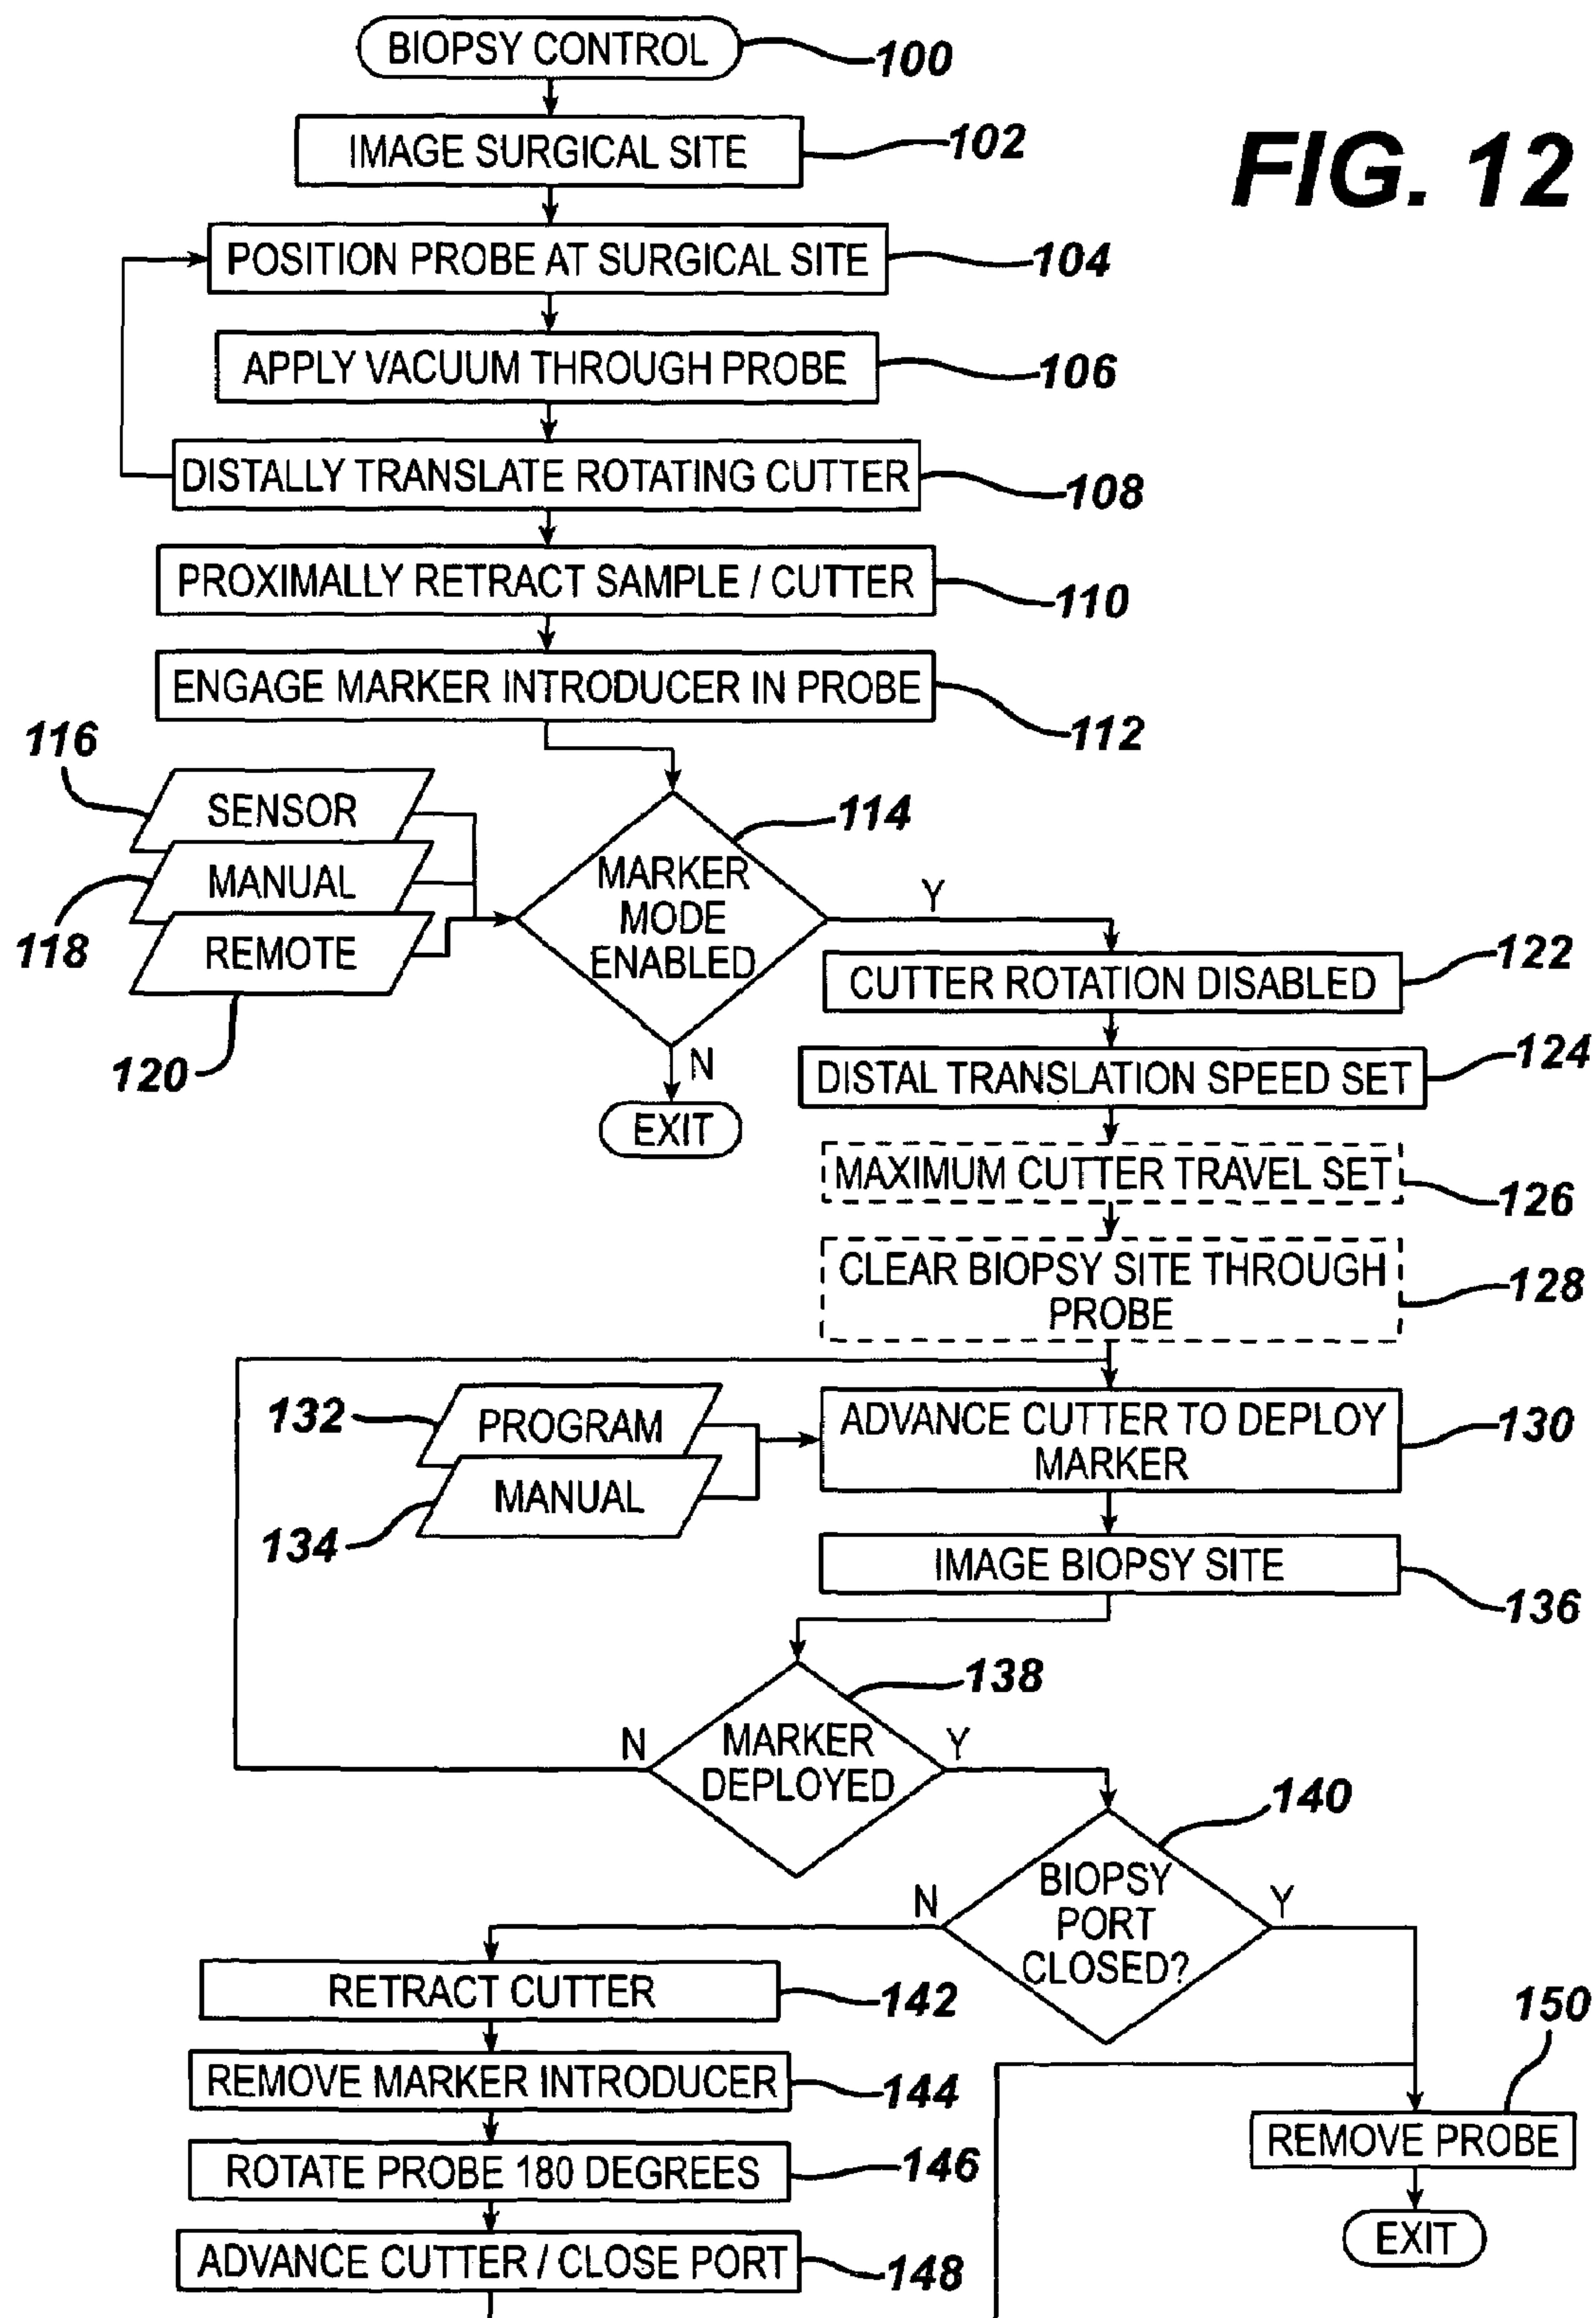 BIOPSY CONTROL
100
FIG. 12
IMAGE SURGICAL SITE
102
POSITION PROBE AT SURGICAL SITE
104
APPLY VACUUM THROUGH PROBE
106
DISTALLY TRANSLATE ROTATING CUTTER
108
PROXIMALLY RETRACT SAMPLE / CUTTER
110
ENGAGE MARKER INTRODUCER IN PROBE
112
116
SENSOR
118
MANUAL
REMOTE
120
114
MARKER
MODE
ENABLED
Y
N
EXIT
CUTTER ROTATION DISABLED
122
DISTAL TRANSLATION SPEED SET
124
MAXIMUM CUTTER TRAVEL SET
126
CLEAR BIOPSY SITE THROUGH
PROBE
128
132
PROGRAM
134
MANUAL
ADVANCE CUTTER TO DEPLOY
MARKER
130
IMAGE BIOPSY SITE
136
138
MARKER
DEPLOYED
N
Y
140
BIOPSY
PORT
CLOSED?
N
Y
RETRACT CUTTER
142
REMOVE MARKER INTRODUCER
144
ROTATE PROBE 180 DEGREES
146
ADVANCE CUTTER / CLOSE PORT
148
150
REMOVE PROBE
EXIT